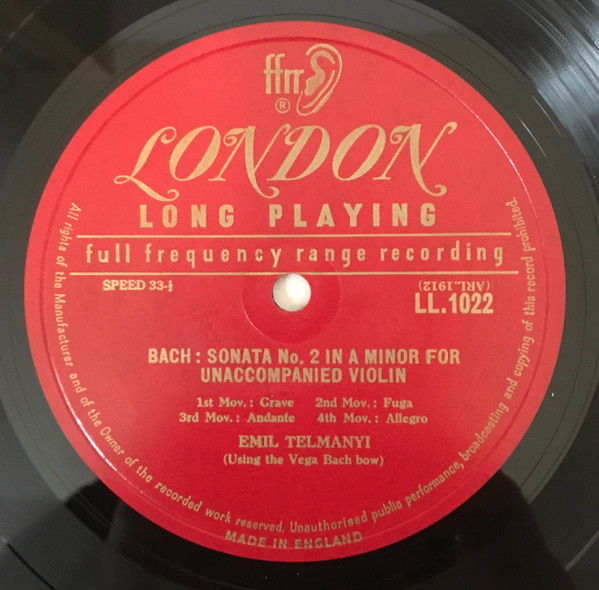 ffrr
®
LONDON
LONG PLAYING
full frequency range recording
SPEED 33-⅓
(ARL.1912)
LL.1022
BACH : SONATA No. 2 IN A MINOR FOR
UNACCOMPANIED VIOLIN
1st Mov. : Grave 2nd Mov. : Fuga
3rd Mov. : Andante 4th Mov. : Allegro
EMIL TELMANYI
(Using the Vega Bach bow)
All rights of the Manufacturer and of the Owner of the recorded work reserved. Unauthorised public performance, broadcasting and copying of this record prohibited.
MADE IN ENGLAND